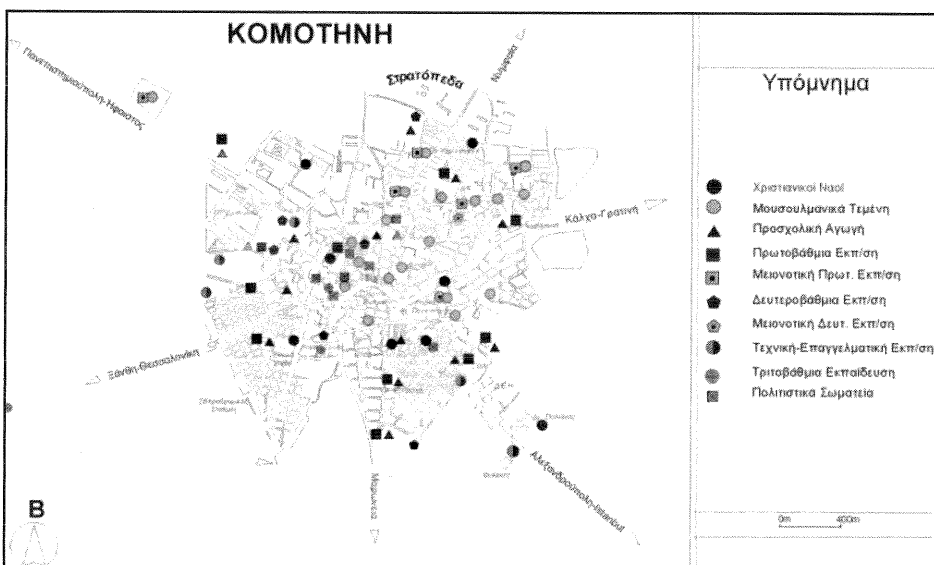 ΚΟΜΟΤΗΝΗ
Πανεπιστημιούπολη-Ηφαιστος
Στρατόπεδα
Νυμφαία
Κάλχα-Γρατινή
Ξάνθη-Θεσσαλονίκη
Μαρώνεια
Αλεξανδρούπολη-Istanbul
Β
Υπόμνημα
Χριστιανικοί Ναοί
Μουσουλμανικά Τεμένη
Προσχολική Αγωγή
Πρωτοβάθμια Εκπ/ση
Μειονοτική Πρωτ. Εκπ/ση
Δευτεροβάθμια Εκπ/ση
Μειονοτική Δευτ. Εκπ/ση
Τεχνική-Επαγγελματική Εκπ/ση
Τριτοβάθμια Εκπαίδευση
Πολιτιστικά Σωματεία
0m 400m